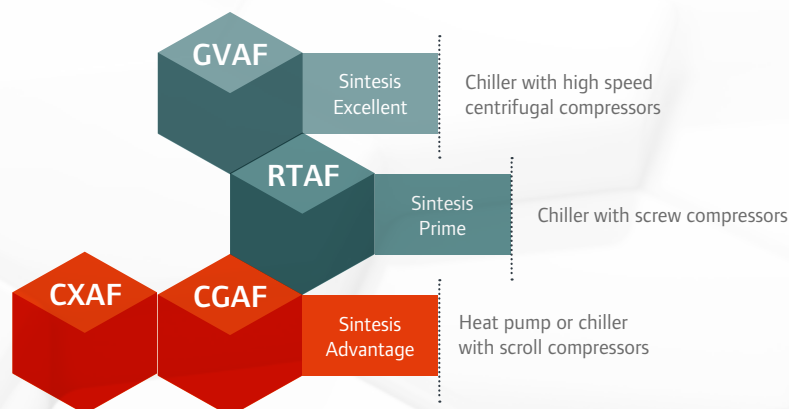 GVAF
Sintesis
Excellent
Chiller with high speed
centrifugal compressors
RTAF
Sintesis
Prime
Chiller with screw compressors
CXAF
CGAF
Sintesis
Advantage
Heat pump or chiller
with scroll compressors